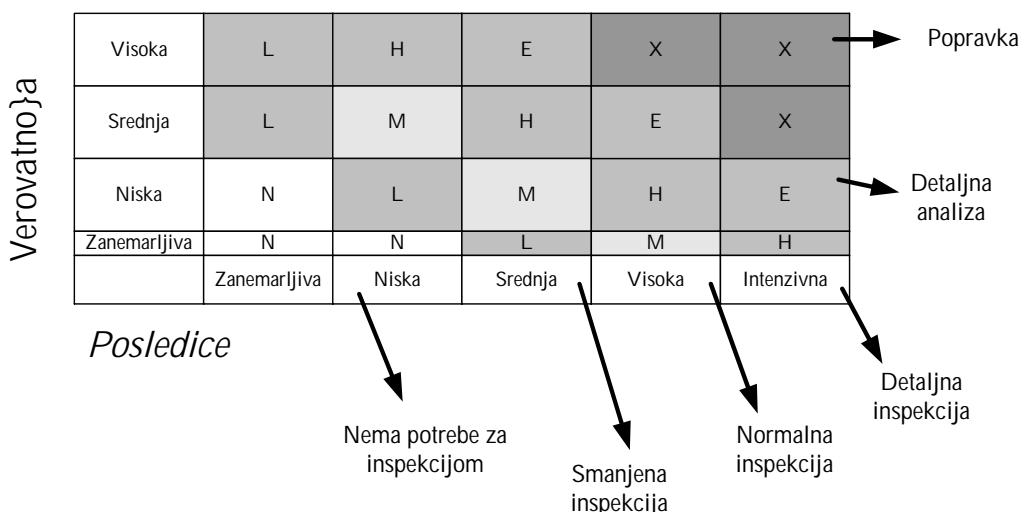 Verovatno}a
Visoka L H E X X
Popravka
Srednja L M H E X
Niska N L M H E
Detaljna
analiza
Zanemarljiva N N L M H
Zanemarljiva Niska Srednja Visoka Intenzivna
Posledice
Nema potrebe za
inspekcijom
Smanjena
inspekcija
Normalna
inspekcija
Detaljna
inspekcija